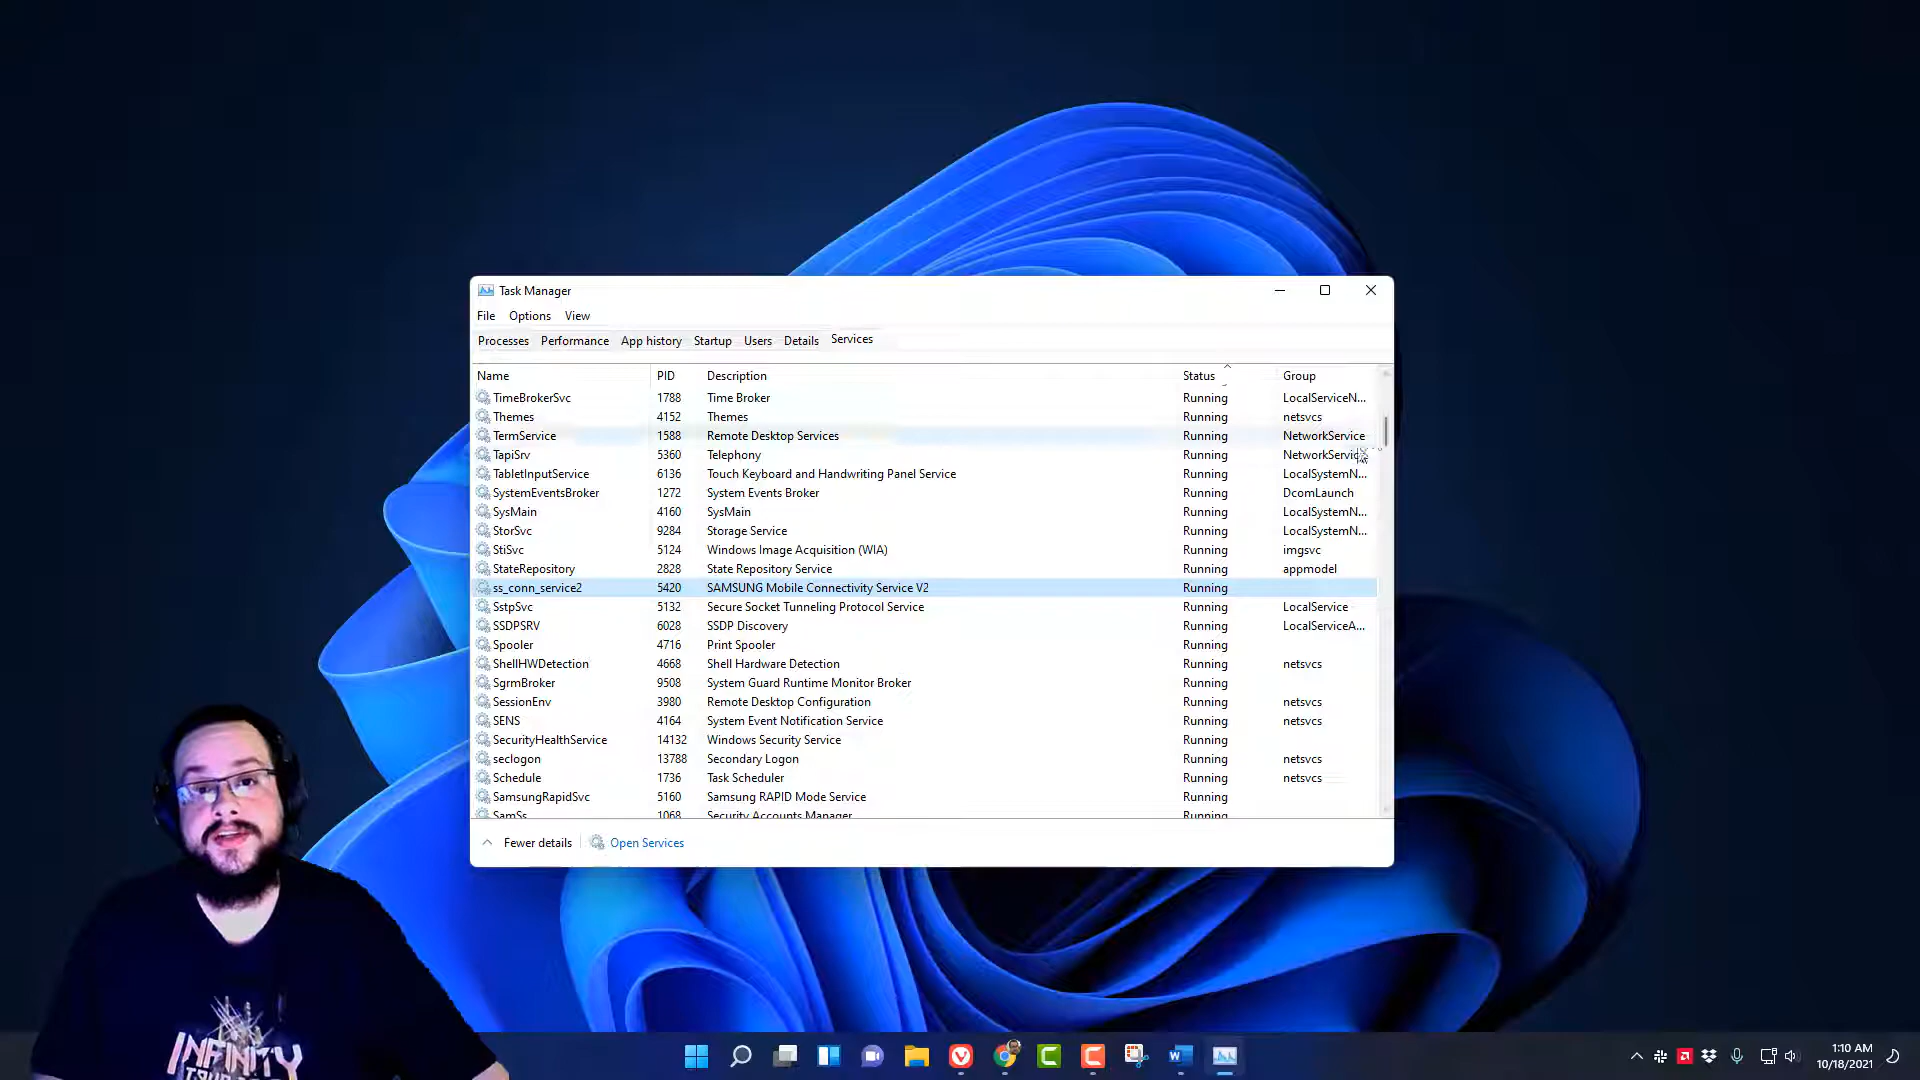 Task Manager
File Options View
Processes Performance App history Startup Users Details Services
Name PID Description Status Group
TimeBrokerSvc 1788 Time Broker Running LocalServiceN...
Themes 4152 Themes Running netsvcs
TermService 1588 Remote Desktop Services Running NetworkService
TapiSrv 5360 Telephony Running NetworkService
TabletInputService 6136 Touch Keyboard and Handwriting Panel Service Running LocalSystemN...
SystemEventsBroker 1272 System Events Broker Running DcomLaunch
SysMain 4160 SysMain Running LocalSystemN...
StorSvc 9284 Storage Service Running LocalSystemN...
StiSvc 5124 Windows Image Acquisition (WIA) Running imgsvc
StateRepository 2828 State Repository Service Running appmodel
ss_conn_service2 5420 SAMSUNG Mobile Connectivity Service V2 Running
SstpSvc 5132 Secure Socket Tunneling Protocol Service Running LocalService
SSDPSRV 6028 SSDP Discovery Running LocalServiceA...
Spooler 4716 Print Spooler Running
ShellHWDetection 4668 Shell Hardware Detection Running netsvcs
SgrmBroker 9508 System Guard Runtime Monitor Broker Running
SessionEnv 3980 Remote Desktop Configuration Running netsvcs
SENS 4164 System Event Notification Service Running netsvcs
SecurityHealthService 14132 Windows Security Service Running
seclogon 13788 Secondary Logon Running netsvcs
Schedule 1736 Task Scheduler Running netsvcs
SamsungRapidSvc 5160 Samsung RAPID Mode Service Running
SamSs 1068 Security Accounts Manager Running
Fewer details Open Services
INFINITY
1:10 AM
10/18/2021